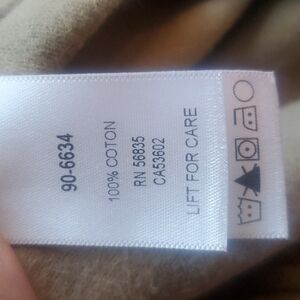 90-6634
100% COTON
RN 56835
CA53602
LIFT FOR CARE